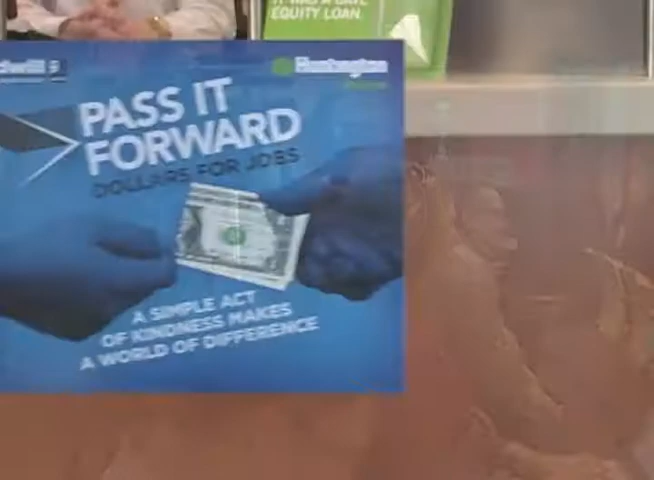 EQUITY LOAN.
Huntington
PASS IT
FORWARD
DOLLARS FOR JOBS
A SIMPLE ACT
OF KINDNESS MAKES
A WORLD OF DIFFERENCE